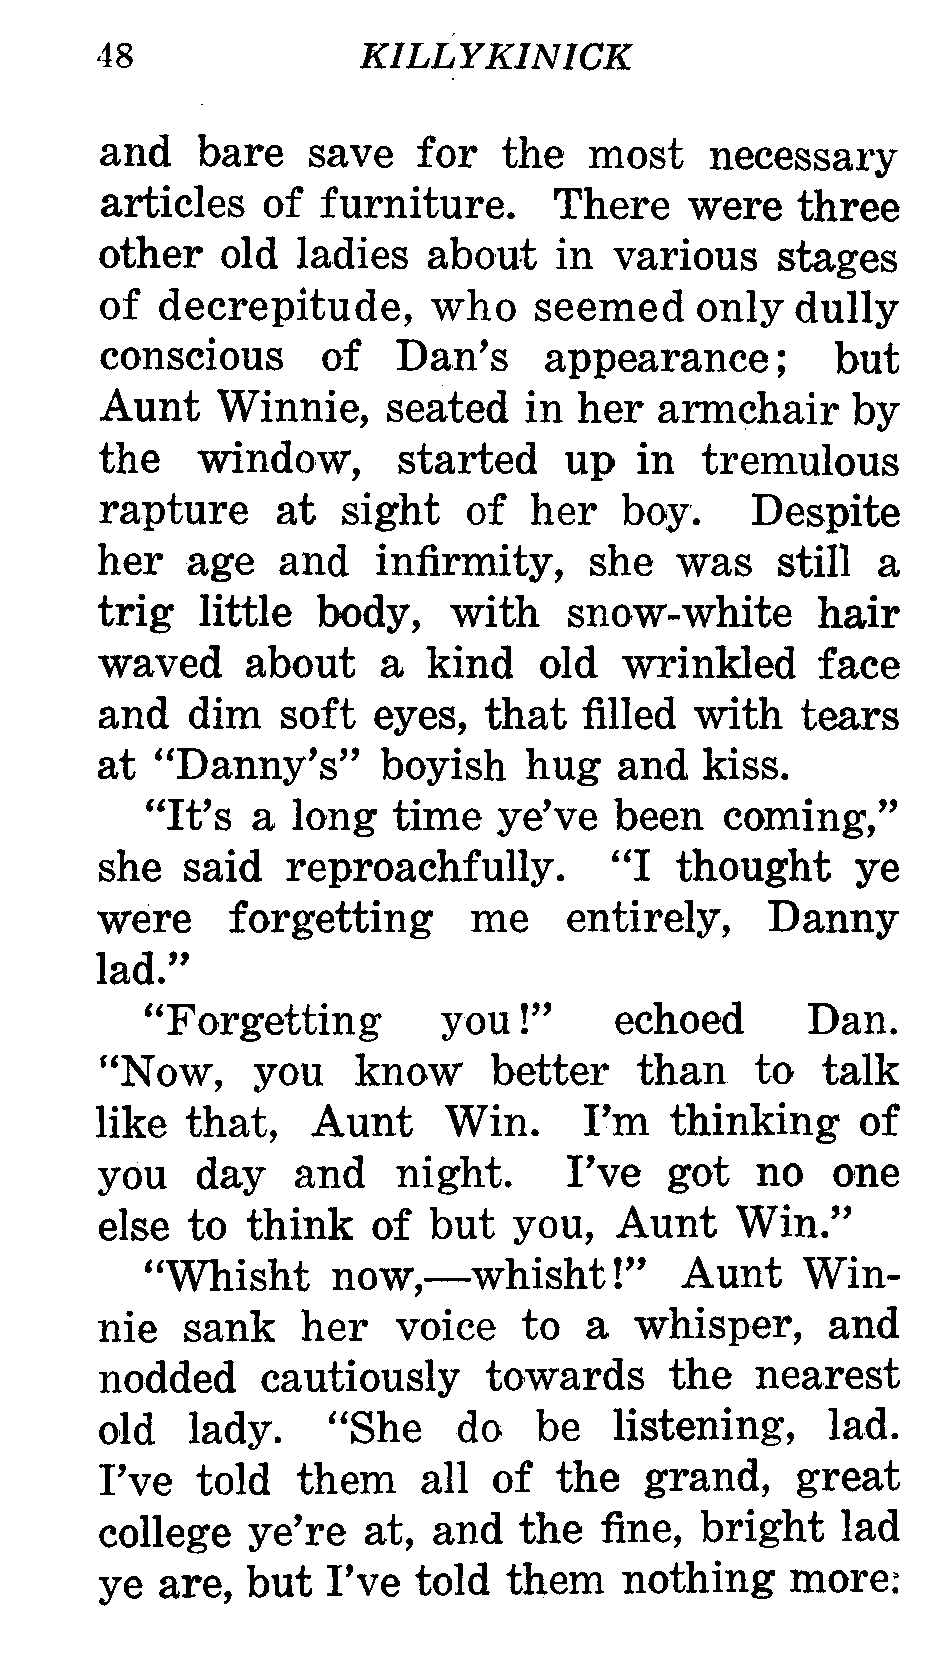 48 KILLYKINICK
and bare save for the most necessary
articles of furniture. There were three
other old ladies about in various stages
of decrepitude, who seemed only dully
conscious of Dan's appearance; but
Aunt Winnie, seated in her armchair by
the window, started up in tremulous
rapture at sight of her boy. Despite
her age and infirmity, she was still a
trig little body, with snow-white hair
waved about a kind old wrinkled face
and dim soft eyes, that filled with tears
at “Danny's” boyish hug and kiss.
“It's a long time ye've been coming,”
she said reproachfully. “I thought ye
were forgetting me entirely, Danny
lad.”
“Forgetting you!” echoed Dan.
“Now, you know better than to talk
like that, Aunt Win. I'm thinking of
you day and night. I've got no one
else to think of but you, Aunt Win.”
“Whisht now,—whisht!” Aunt Win-
nie sank her voice to a whisper, and
nodded cautiously towards the nearest
old lady. “She do be listening, lad.
I've told them all of the grand, great
college ye're at, and the fine, bright lad
ye are, but I've told them nothing more: